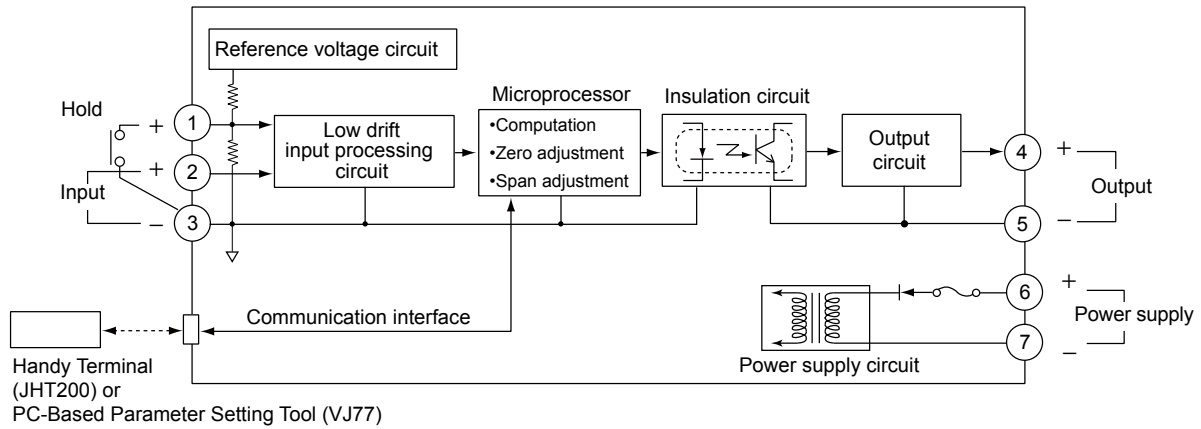 Reference voltage circuit
Hold
+
1
Low drift
input processing
circuit
Microprocessor
•Computation
•Zero adjustment
•Span adjustment
Insulation circuit
Output
circuit
4
+
+
2
Input
Output
−
3
5
−
6
+
Power supply
7
−
Power supply circuit
Communication interface
Handy Terminal
(JHT200) or
PC-Based Parameter Setting Tool (VJ77)